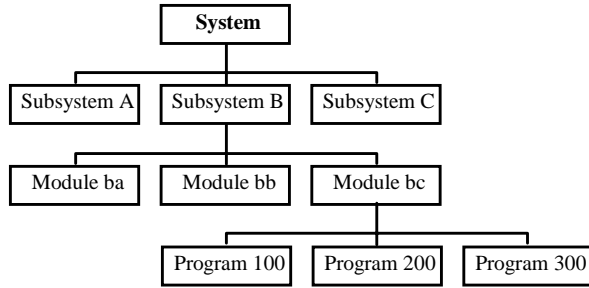 System
Subsystem A
Subsystem B
Subsystem C
Module ba
Module bb
Module bc
Program 100
Program 200
Program 300